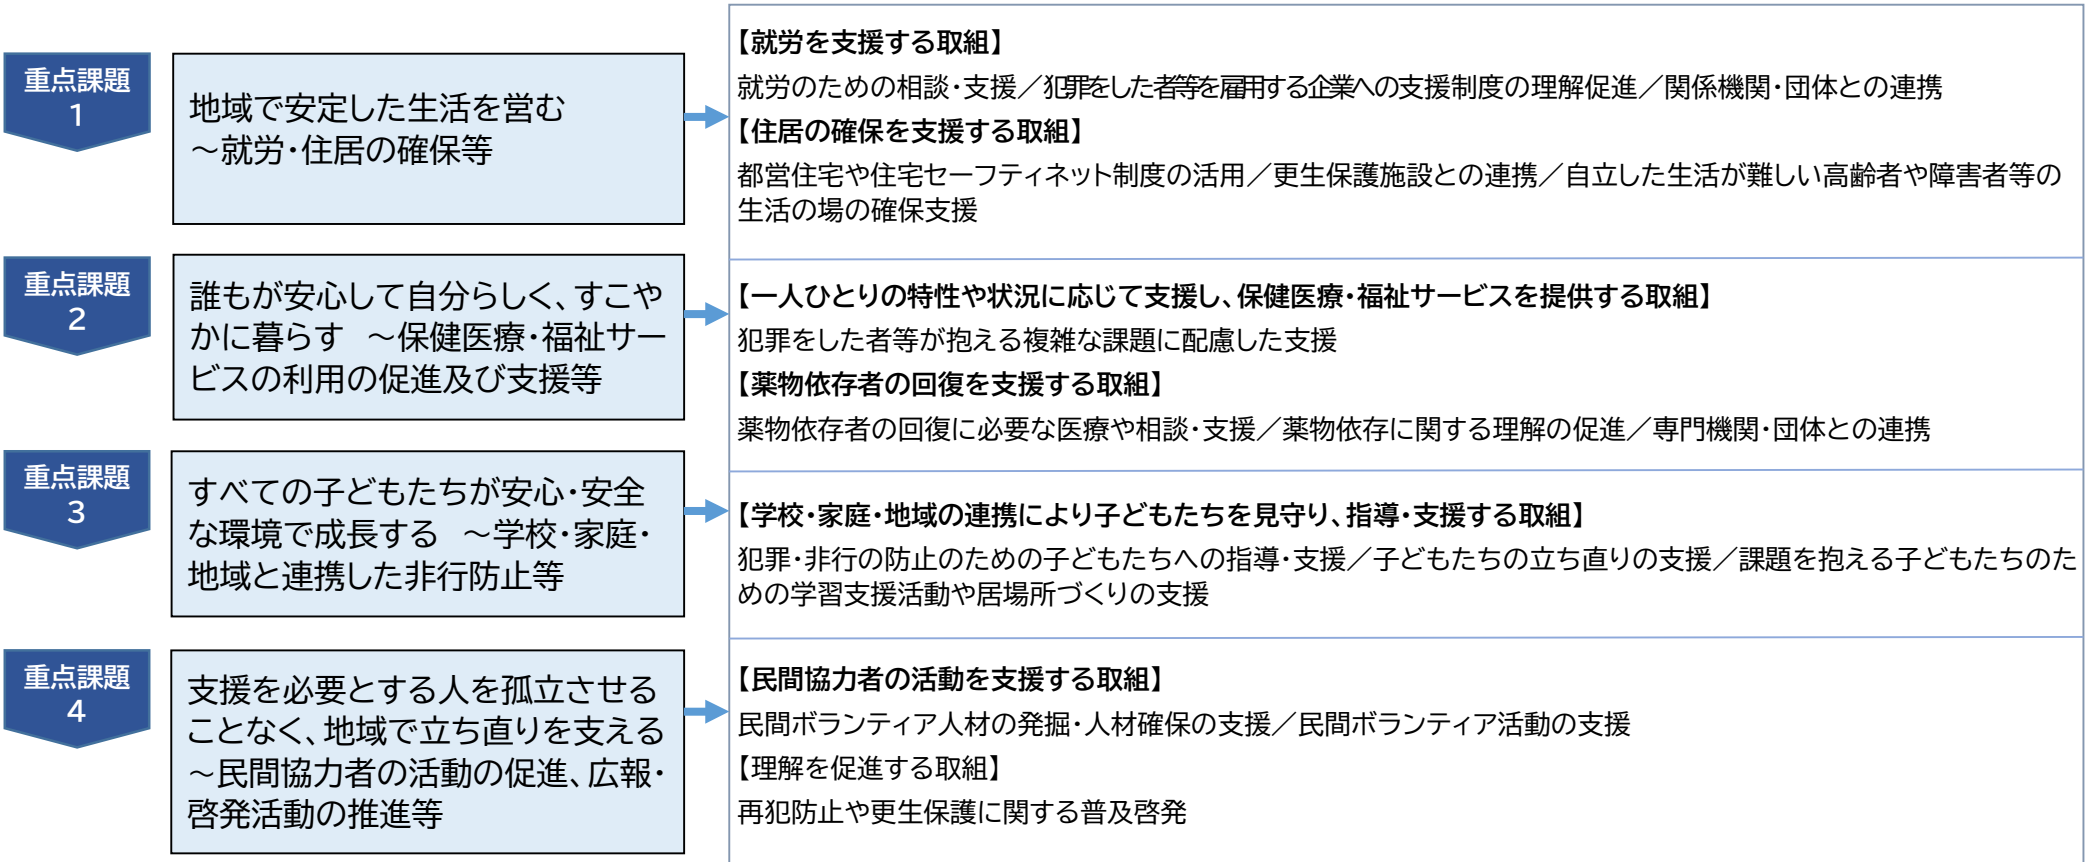 重点課題
1
地域で安定した生活を営む
～就労・住居の確保等
【就労を支援する取組】
就労のための相談・支援／犯罪をした者等を雇用する企業への支援制度の理解促進／関係機関・団体との連携
【住居の確保を支援する取組】
都営住宅や住宅セーフティネット制度の活用／更生保護施設との連携／自立した生活が難しい高齢者や障害者等の
生活の場の確保支援
重点課題
2
誰もが安心して自分らしく、すこや
かに暮らす　～保健医療・福祉サー
ビスの利用の促進及び支援等
【一人ひとりの特性や状況に応じて支援し、保健医療・福祉サービスを提供する取組】
犯罪をした者等が抱える複雑な課題に配慮した支援
【薬物依存者の回復を支援する取組】
薬物依存者の回復に必要な医療や相談・支援／薬物依存に関する理解の促進／専門機関・団体との連携
重点課題
3
すべての子どもたちが安心・安全
な環境で成長する　～学校・家庭・
地域と連携した非行防止等
【学校・家庭・地域の連携により子どもたちを見守り、指導・支援する取組】
犯罪・非行の防止のための子どもたちへの指導・支援／子どもたちの立ち直りの支援／課題を抱える子どもたちのた
めの学習支援活動や居場所づくりの支援
重点課題
4
支援を必要とする人を孤立させる
ことなく、地域で立ち直りを支える
～民間協力者の活動の促進、広報・
啓発活動の推進等
【民間協力者の活動を支援する取組】
民間ボランティア人材の発掘・人材確保の支援／民間ボランティア活動の支援
【理解を促進する取組】
再犯防止や更生保護に関する普及啓発